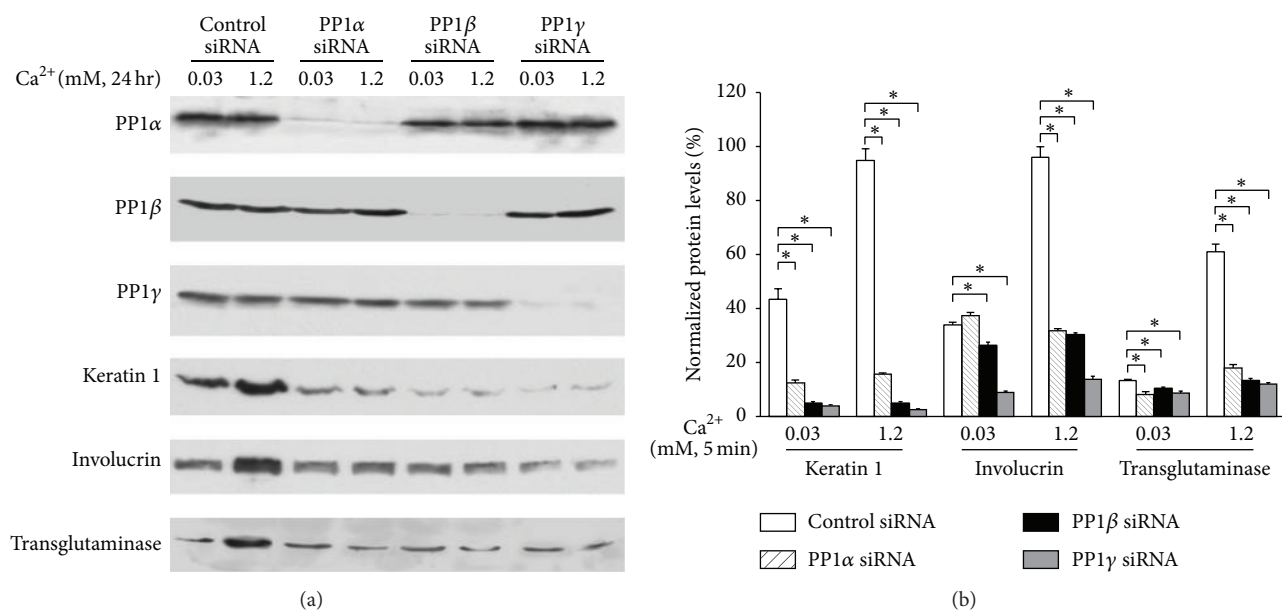 Control siRNA
PP1α siRNA
PP1β siRNA
PP1γ siRNA
Ca²⁺ (mM, 24 hr) 0.03 1.2 0.03 1.2 0.03 1.2 0.03 1.2
PP1α
PP1β
PP1γ
Keratin 1
Involucrin
Transglutaminase
(a)
Normalized protein levels (%)
120
100
80
60
40
20
0
* * * * * * * * * * * * * * * * *
Ca²⁺ (mM, 5 min) 0.03 1.2 0.03 1.2 0.03 1.2
Keratin 1 Involucrin Transglutaminase
Control siRNA
PP1α siRNA
PP1β siRNA
PP1γ siRNA
(b)